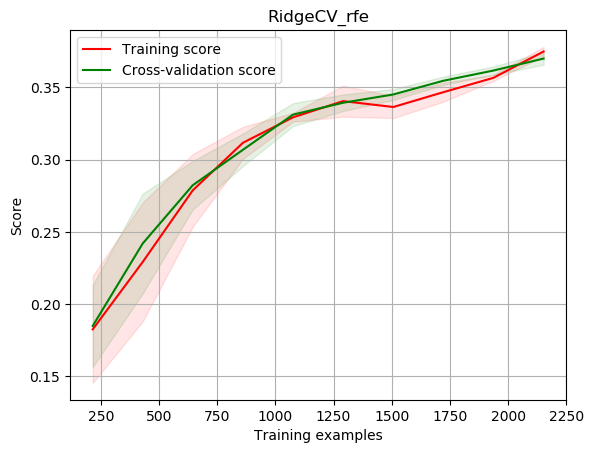 RidgeCV_rfe
Training score
Cross-validation score
0.35
0.30
0.25
0.20
0.15
Score
250
500
750
1000
1250
1500
1750
2000
2250
Training examples